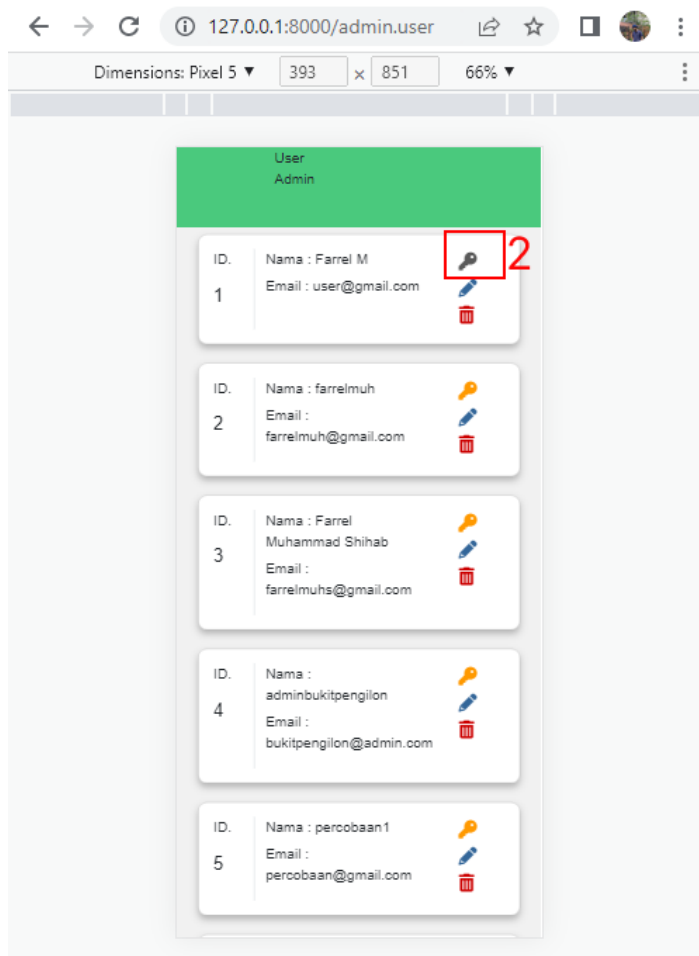 127.0.0.1:8000/admin.user
Dimensions: Pixel 5 ▼ 393 × 851 66% ▼
User
Admin
ID. Nama : Farrel M 2
1 Email : user@gmail.com
ID. Nama : farrelmuh
2 Email :
farrelmuh@gmail.com
ID. Nama : Farrel
3 Muhammad Shihab
Email :
farrelmuhs@gmail.com
ID. Nama :
4 adminbukitpengilon
Email :
bukitpengilon@admin.com
ID. Nama : percobaan1
5 Email :
percobaan@gmail.com